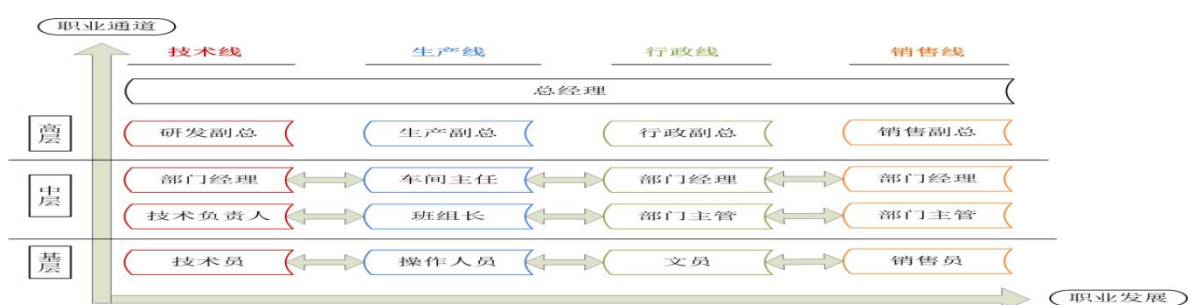 职业通道
技术线 生产线 行政线 销售线
总经理
高层 研发副总 生产副总 行政副总 销售副总
中层 部门经理 车间主任 部门经理 部门经理
技术负责人 班组长 部门主管 部门主管
基层 技术员 操作人员 文员 销售员
职业发展